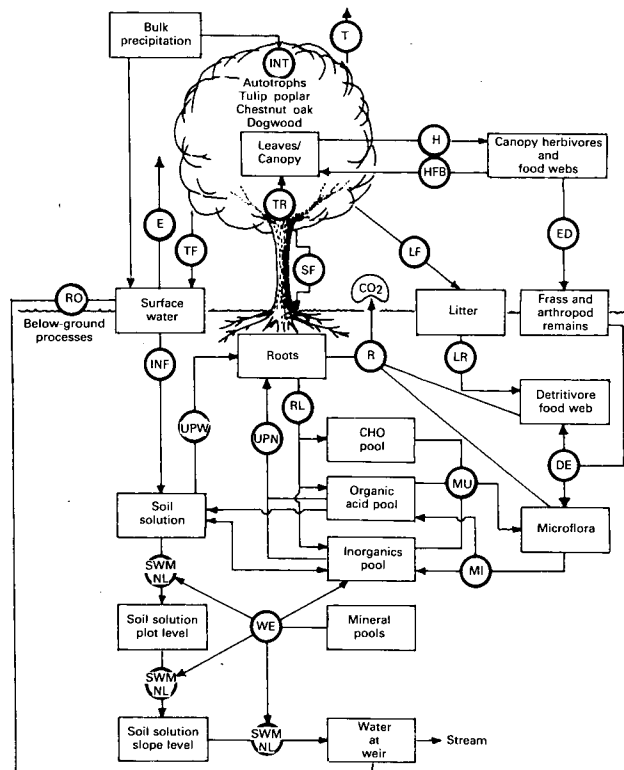 Bulk
precipitation
T
INT
Autotrophs
Tulip poplar
Chestnut oak
Dogwood
Leaves/
Canopy
H
HFB
Canopy herbivores
and
food webs
TR
E
TF
SF
LF
ED
RO
Surface
water
CO2
Litter
Frass and
arthropod
remains
Below-ground
processes
INF
Roots
R
LR
Detritivore
food web
RL
UPW
UPN
CHO
pool
DE
MU
Organic
acid pool
Soil
solution
Microflora
Inorganics
pool
MI
SWM
NL
Soil solution
plot level
WE
Mineral
pools
SWM
NL
Soil solution
slope level
SWM
NL
Water
at
weir
Stream